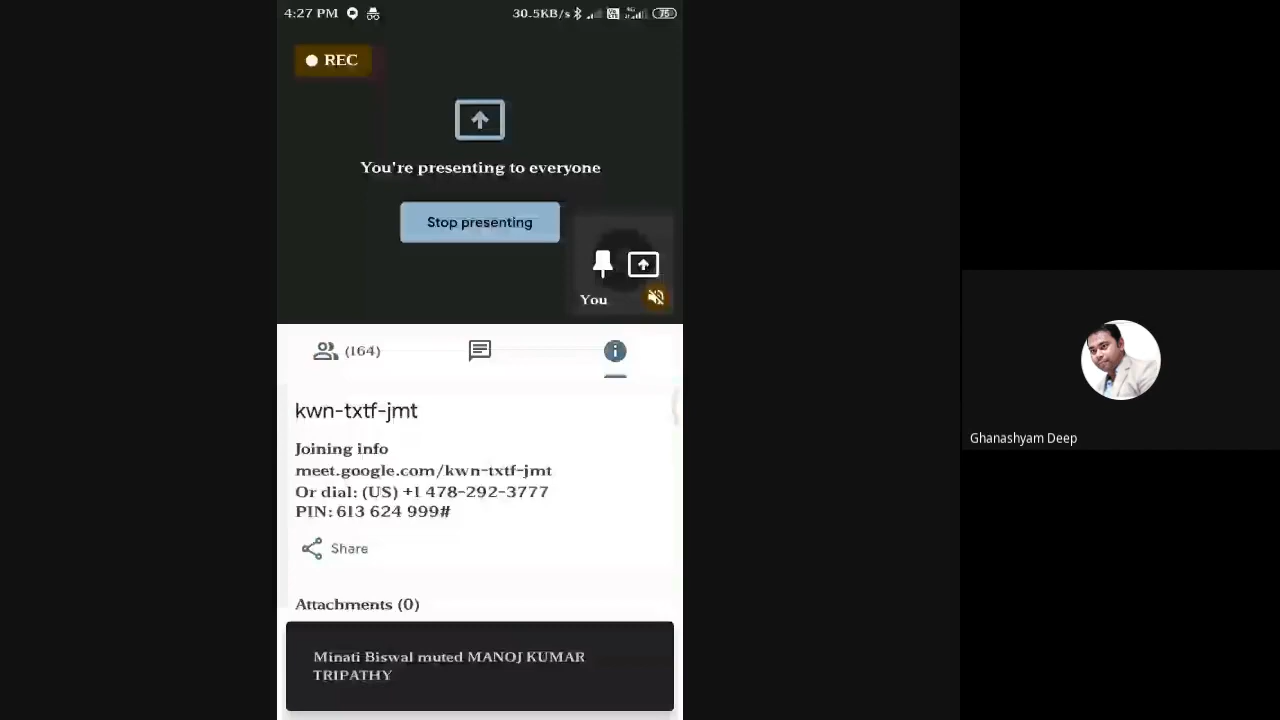 4:27 PM
30.5KB/s
4G
75
REC
You're presenting to everyone
Stop presenting
You
(164)
kwn-txtf-jmt
Joining info
meet.google.com/kwn-txtf-jmt
Or dial: (US) +1 478-292-3777
PIN: 613 624 999#
Share
Attachments (0)
Minati Biswal muted MANOJ KUMAR
TRIPATHY
Ghanashyam Deep